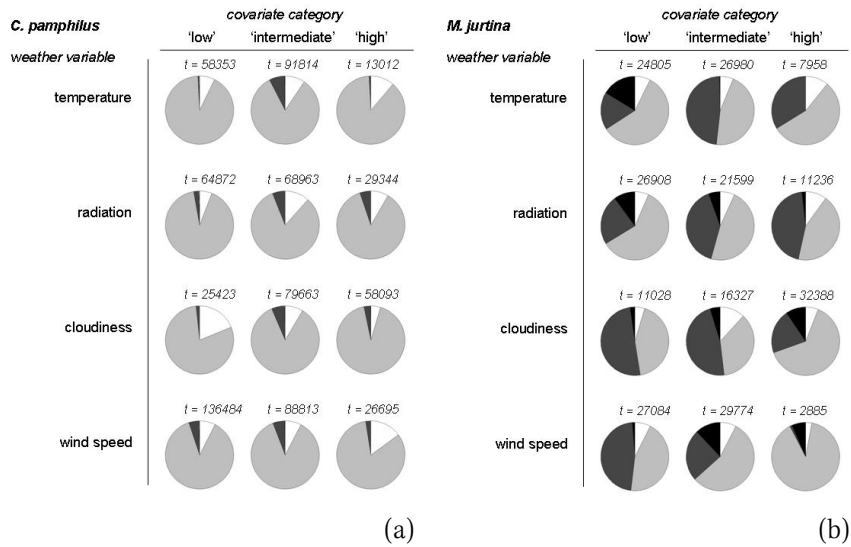 C. pamphilus
covariate category
'low' 'intermediate' 'high'
weather variable
t = 58353 t = 91814 t = 13012
temperature
t = 64872 t = 68963 t = 29344
radiation
t = 25423 t = 79663 t = 58093
cloudiness
t = 136484 t = 88813 t = 26695
wind speed
(a)
M. jurtina
covariate category
'low' 'intermediate' 'high'
weather variable
t = 24805 t = 26980 t = 7958
temperature
t = 26908 t = 21599 t = 11236
radiation
t = 11028 t = 16327 t = 32388
cloudiness
t = 27084 t = 29774 t = 2885
wind speed
(b)